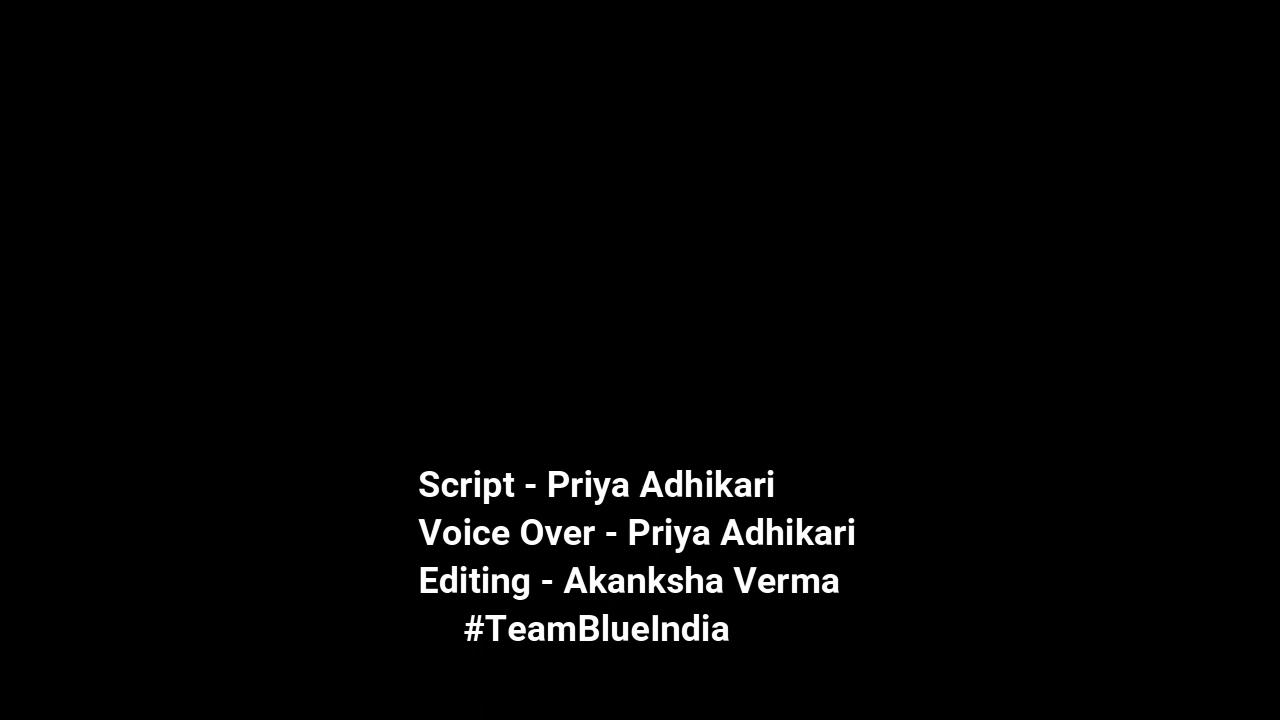 Script - Priya Adhikari
Voice Over - Priya Adhikari
Editing - Akanksha Verma
#TeamBlueIndia